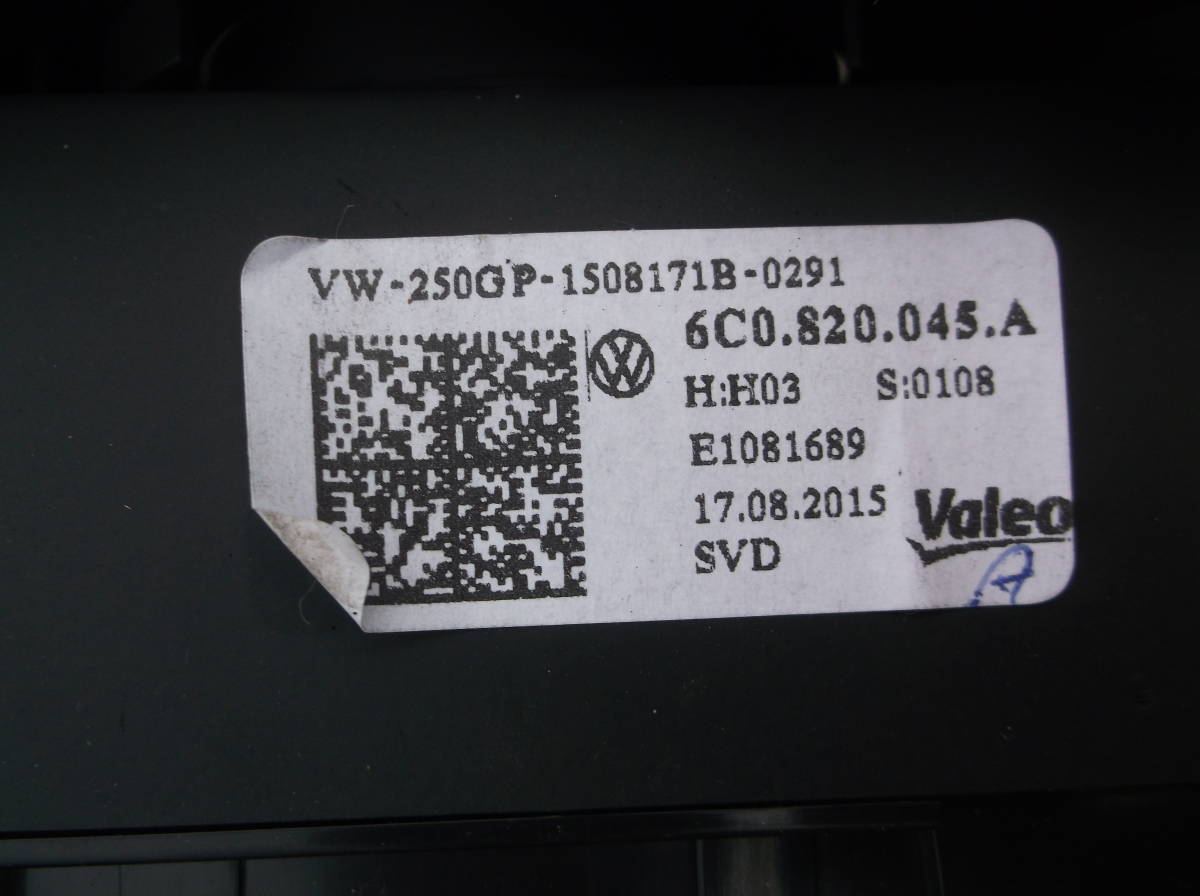 VW-250GP-1508171B-0291
6C0.820.045.A
H:H03 S:0108
E1081689
17.08.2015
Valeo
SVD
A